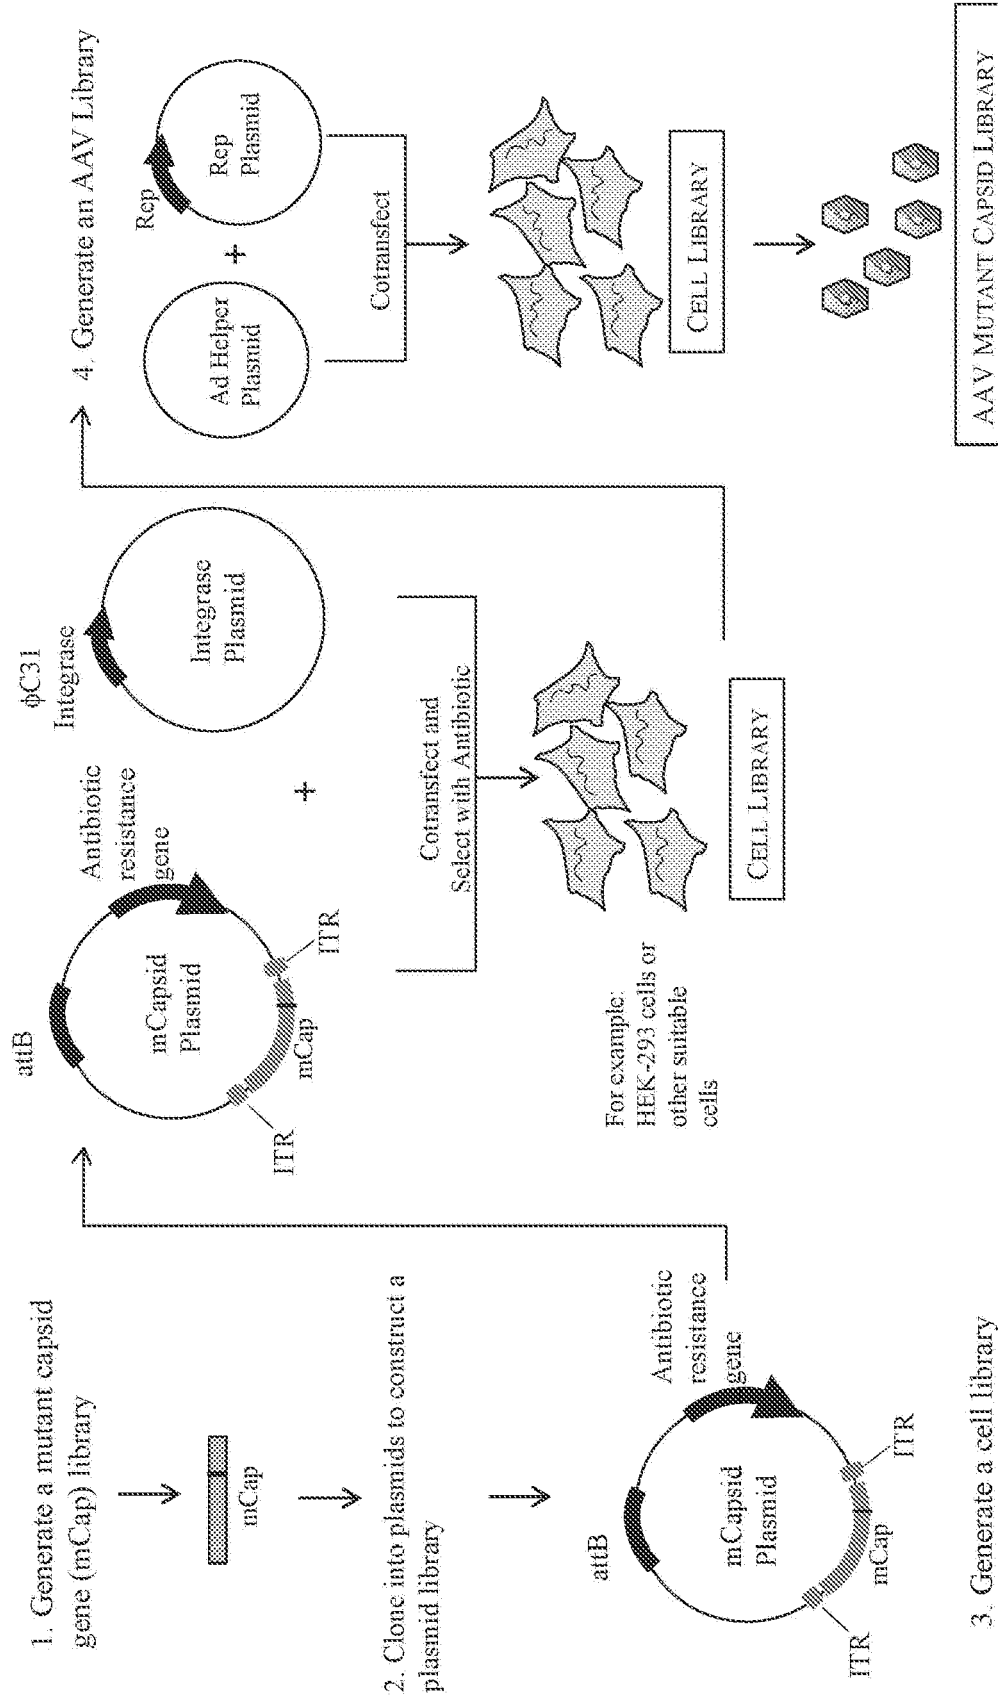 1. Generate a mutant capsid
gene (mCap) library
mCap
2. Clone into plasmids to construct a
plasmid library
attB
Antibiotic
resistance
gene
mCapsid
Plasmid
ITR
mCap
ITR
3. Generate a cell library
attB
Antibiotic
resistance
gene
mCapsid
Plasmid
ITR
mCap
ITR
+
ϕC31
Integrase
Integrase
Plasmid
Cotransfect and
Select with Antibiotic
For example:
HEK-293 cells or
other suitable
cells
CELL LIBRARY
4. Generate an AAV Library
Ad Helper
Plasmid
+
Rep
Rep
Plasmid
Cotransfect
CELL LIBRARY
AAV MUTANT CAPSID LIBRARY